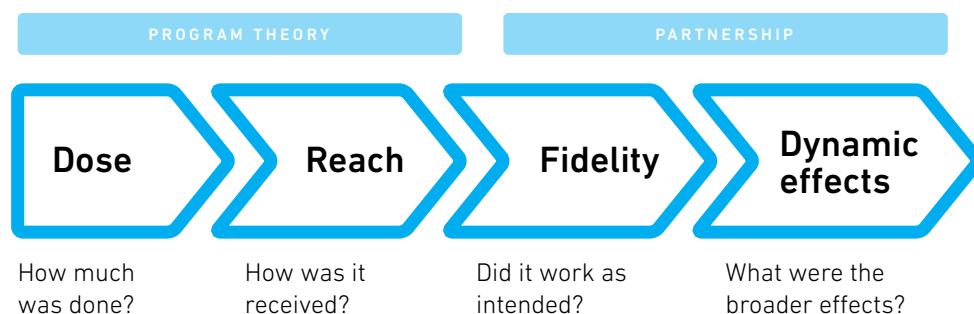 PROGRAM THEORY
PARTNERSHIP
Dose
Reach
Fidelity
Dynamic
effects
How much
was done?
How was it
received?
Did it work as
intended?
What were the
broader effects?